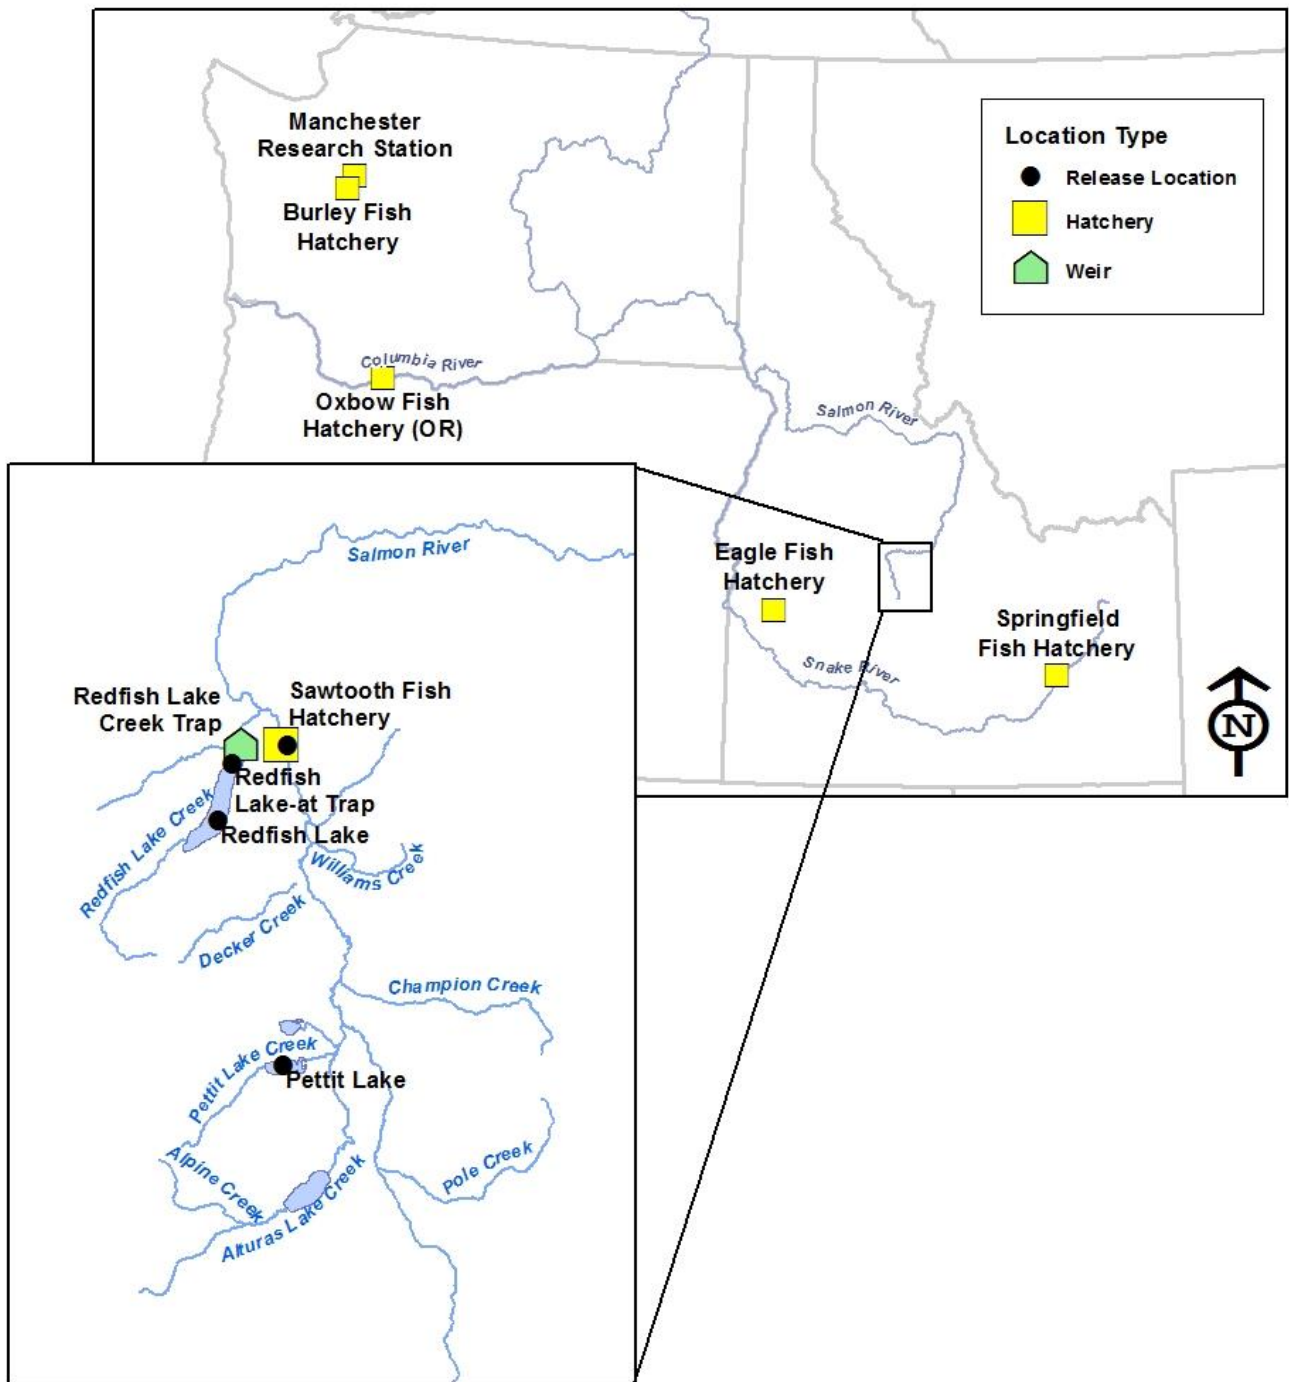 Manchester
Research Station
Burley Fish
Hatchery
Location Type
Release Location
Hatchery
Weir
Columbia River
Oxbow Fish
Hatchery (OR)
Salmon River
Eagle Fish
Hatchery
Springfield
Fish Hatchery
Snake River
N
Salmon River
Redfish Lake
Creek Trap
Sawtooth Fish
Hatchery
Redfish
Lake-at Trap
Redfish Lake
Redfish Lake Creek
Williams Creek
Decker Creek
Champion Creek
Pettit Lake Creek
Pettit Lake
Alpine Creek
Pole Creek
Alturas Lake Creek